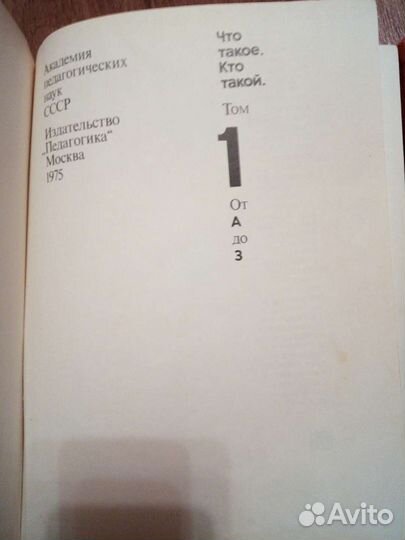 Академия
педагогических
наук
СССР
Издательство
„Педагогика“
Москва
1975
Что
такое.
Кто
такой.
Том
1
От
А
до
З
Avito